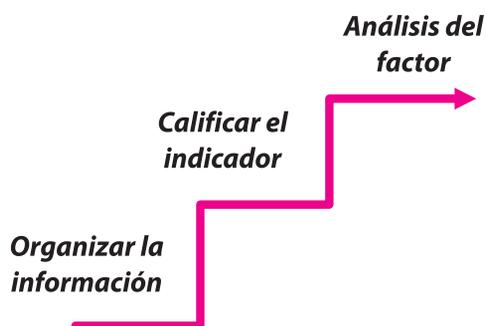 Análisis del
factor
Calificar el
indicador
Organizar la
información